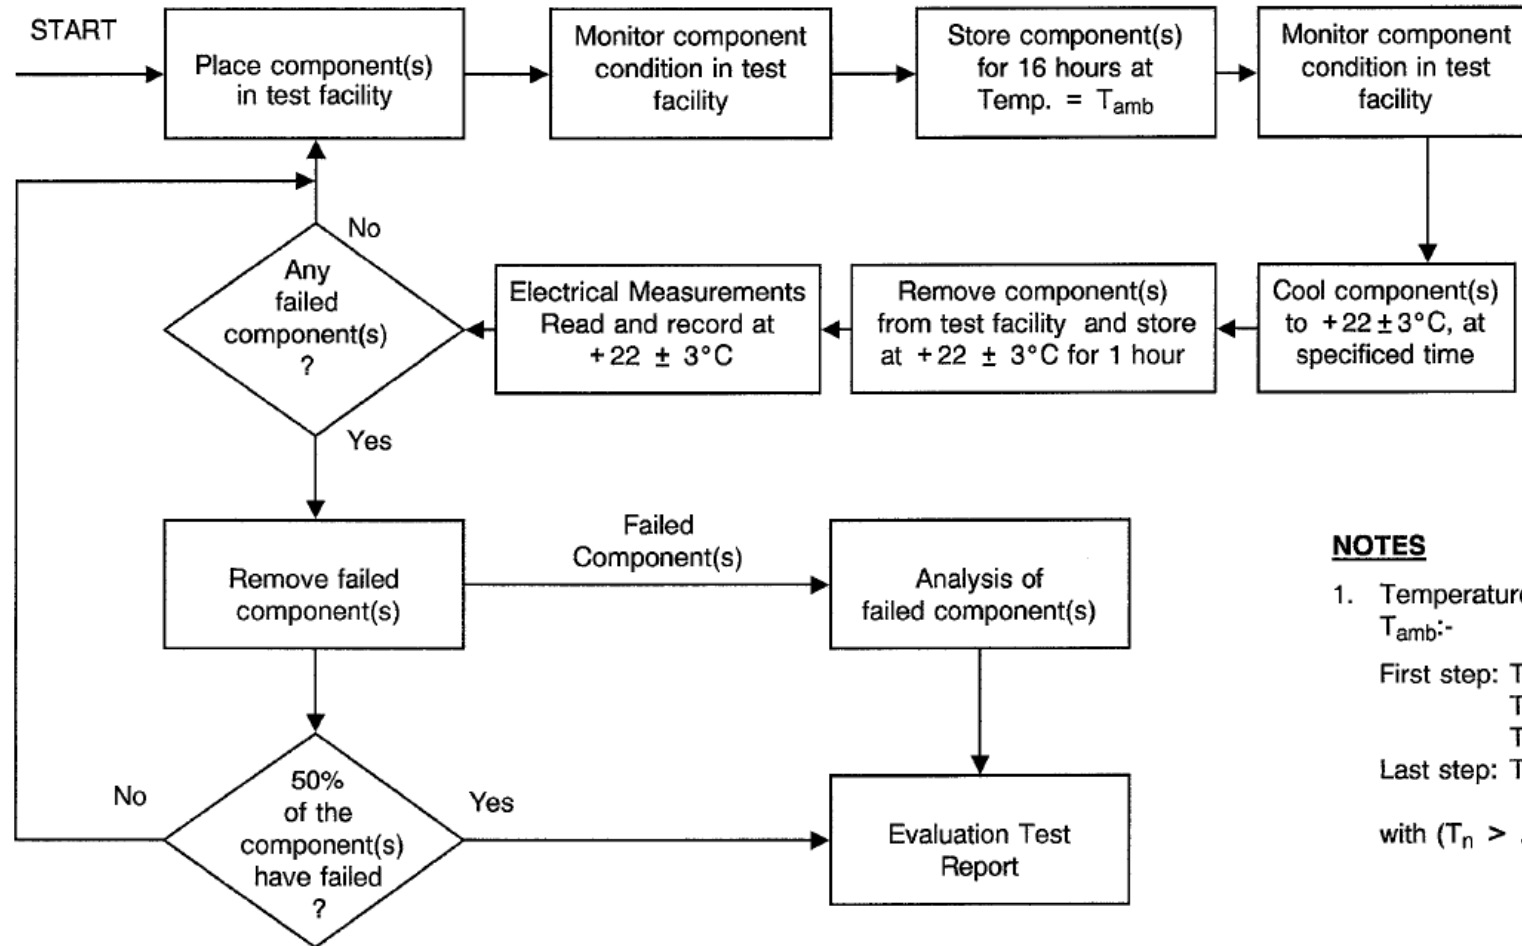 START
Place component(s)
in test facility
Monitor component
condition in test
facility
Store component(s)
for 16 hours at
Temp. = Tamb
Monitor component
condition in test
facility
Cool component(s)
to +22±3°C, at
specificed time
Remove component(s)
from test facility and store
at +22 ± 3°C for 1 hour
Electrical Measurements
Read and record at
+22 ± 3°C
Any
failed
component(s)
?
No
Yes
Remove failed
component(s)
Failed
Component(s)
Analysis of
failed component(s)
50%
of the
component(s)
have failed
?
No
Yes
Evaluation Test
Report
NOTES
1. Temperature
Tamb:-
First step: T
T
T
Last step: T
with (Tn >